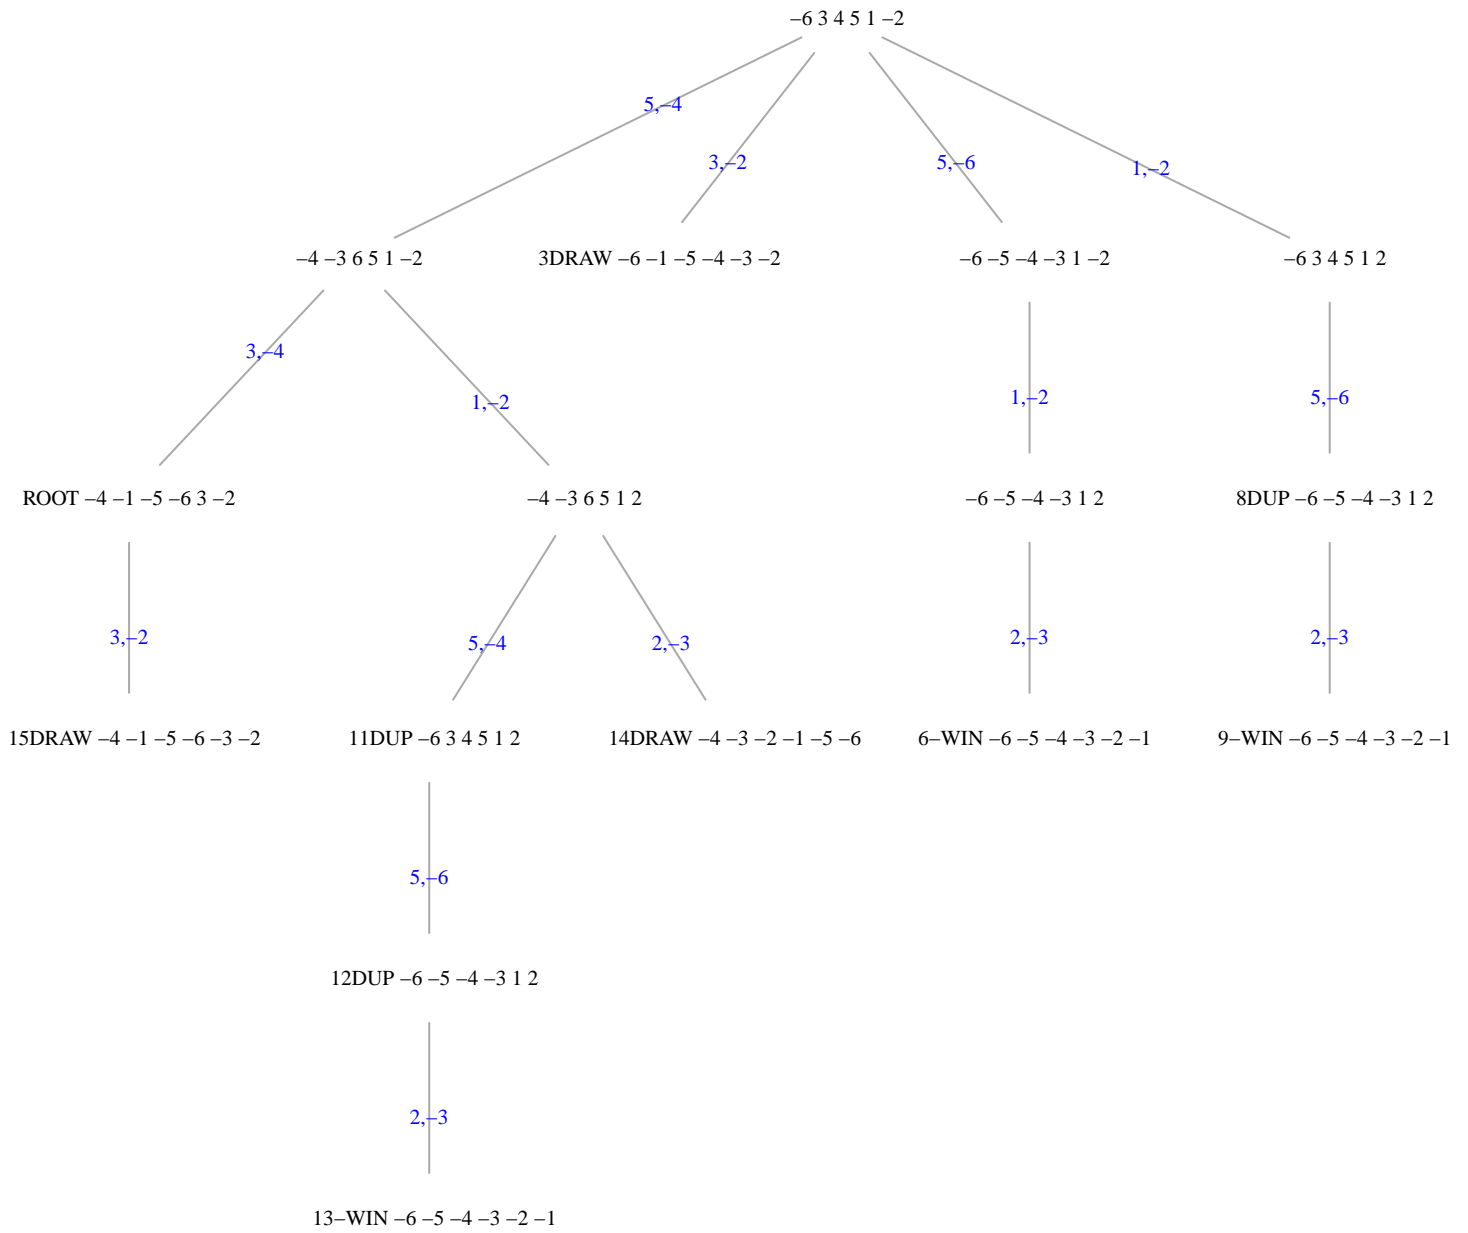 −6 3 4 5 1 −2
5,−4
3,−2
5,−6
1,−2
−4 −3 6 5 1 −2
3DRAW −6 −1 −5 −4 −3 −2
−6 −5 −4 −3 1 −2
−6 3 4 5 1 2
3,−4
1,−2
1,−2
5,−6
ROOT −4 −1 −5 −6 3 −2
−4 −3 6 5 1 2
−6 −5 −4 −3 1 2
8DUP −6 −5 −4 −3 1 2
3,−2
5,−4
2,−3
2,−3
2,−3
15DRAW −4 −1 −5 −6 −3 −2
11DUP −6 3 4 5 1 2
14DRAW −4 −3 −2 −1 −5 −6
6−WIN −6 −5 −4 −3 −2 −1
9−WIN −6 −5 −4 −3 −2 −1
5,−6
12DUP −6 −5 −4 −3 1 2
2,−3
13−WIN −6 −5 −4 −3 −2 −1